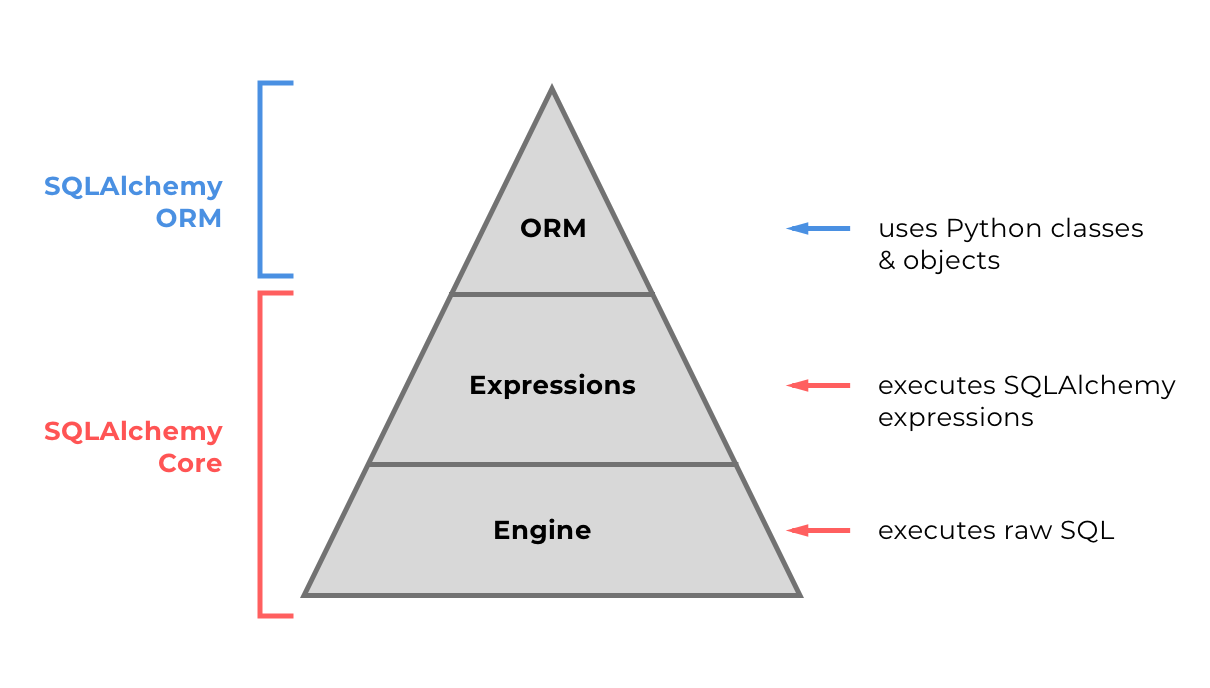 SQLAlchemy
ORM
ORM
uses Python classes
& objects
Expressions
executes SQLAlchemy
expressions
SQLAlchemy
Core
Engine
executes raw SQL